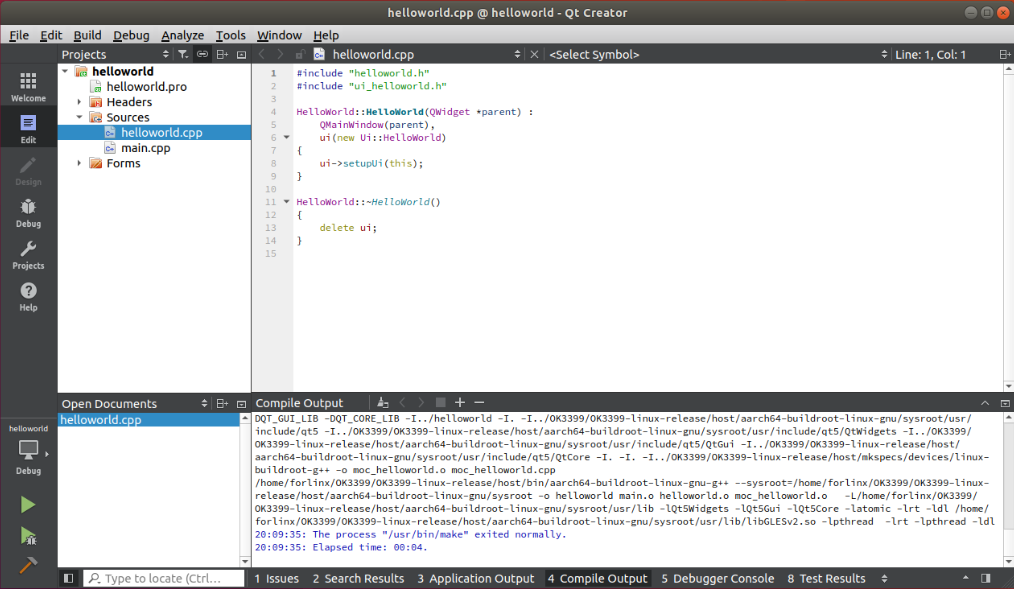 helloworld.cpp @ helloworld - Qt Creator
File Edit Build Debug Analyze Tools Window Help
Projects
helloworld.cpp
<Select Symbol>
Line: 1, Col: 1
Welcome
Edit
Design
Debug
Projects
Help
helloworld
helloworld.pro
Headers
Sources
helloworld.cpp
main.cpp
Forms
1 #include "helloworld.h"
2 #include "ui_helloworld.h"
3
4 HelloWorld::HelloWorld(QWidget *parent) :
5 QMainWindow(parent),
6 ui(new Ui::HelloWorld)
7 {
8 ui->setupUi(this);
9 }
10
11 HelloWorld::~HelloWorld()
12 {
13 delete ui;
14 }
15
Open Documents
helloworld.cpp
Compile Output
DQT_GUI_LIB -DQT_CORE_LIB -I../helloworld -I. -I../OK3399/OK3399-linux-release/host/aarch64-buildroot-linux-gnu/sysroot/usr/
include/qt5 -I../OK3399/OK3399-linux-release/host/aarch64-buildroot-linux-gnu/sysroot/usr/include/qt5/QtWidgets -I../OK3399/
OK3399-linux-release/host/aarch64-buildroot-linux-gnu/sysroot/usr/include/qt5/QtGui -I../OK3399/OK3399-linux-release/host/
aarch64-buildroot-linux-gnu/sysroot/usr/include/qt5/QtCore -I. -I. -I../OK3399/OK3399-linux-release/host/mkspecs/devices/linux-
buildroot-g++ -o moc_helloworld.o moc_helloworld.cpp
/home/forlinx/OK3399/OK3399-linux-release/host/bin/aarch64-buildroot-linux-gnu-g++ --sysroot=/home/forlinx/OK3399/OK3399-linux-
release/host/aarch64-buildroot-linux-gnu/sysroot -o helloworld main.o helloworld.o moc_helloworld.o -L/home/forlinx/OK3399/
OK3399-linux-release/host/aarch64-buildroot-linux-gnu/sysroot/usr/lib -lQt5Widgets -lQt5Gui -lQt5Core -latomic -lrt -ldl /home/
forlinx/OK3399/OK3399-linux-release/host/aarch64-buildroot-linux-gnu/sysroot/usr/lib/libGLESv2.so -lpthread -lrt -lpthread -ldl
20:09:35: The process "/usr/bin/make" exited normally.
20:09:35: Elapsed time: 00:04.
helloworld
Debug
Type to locate (Ctrl...
1 Issues 2 Search Results 3 Application Output 4 Compile Output 5 Debugger Console 8 Test Results